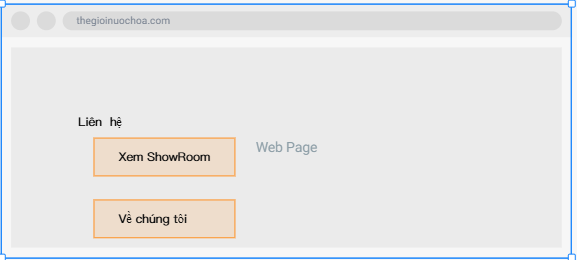 thegioinuochoa.com
Liên hệ
Xem ShowRoom
Web Page
Về chúng tôi